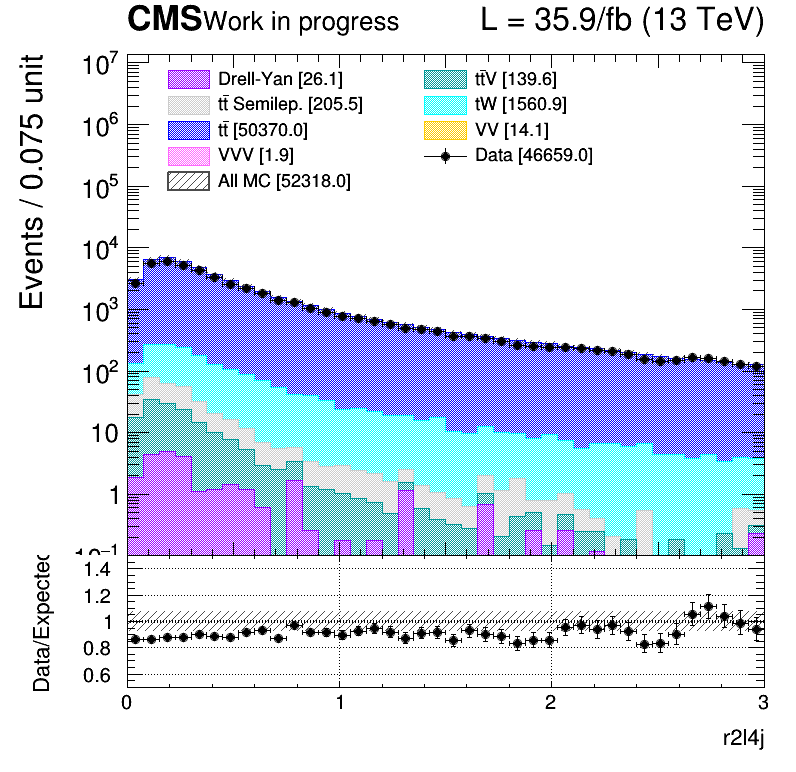 CMS Work in progress L = 35.9/fb (13 TeV)
Events / 0.075 unit
Drell-Yan [26.1]
tt̄ Semilep. [205.5]
tt̄ [50370.0]
VVV [1.9]
All MC [52318.0]
tt̄V [139.6]
tW [1560.9]
VV [14.1]
Data [46659.0]
10⁷
10⁶
10⁵
10⁴
10³
10²
10
1
10⁻¹
Data/Expected
1.4
1.2
1
0.8
0.6
0 1 2 3
r2l4j